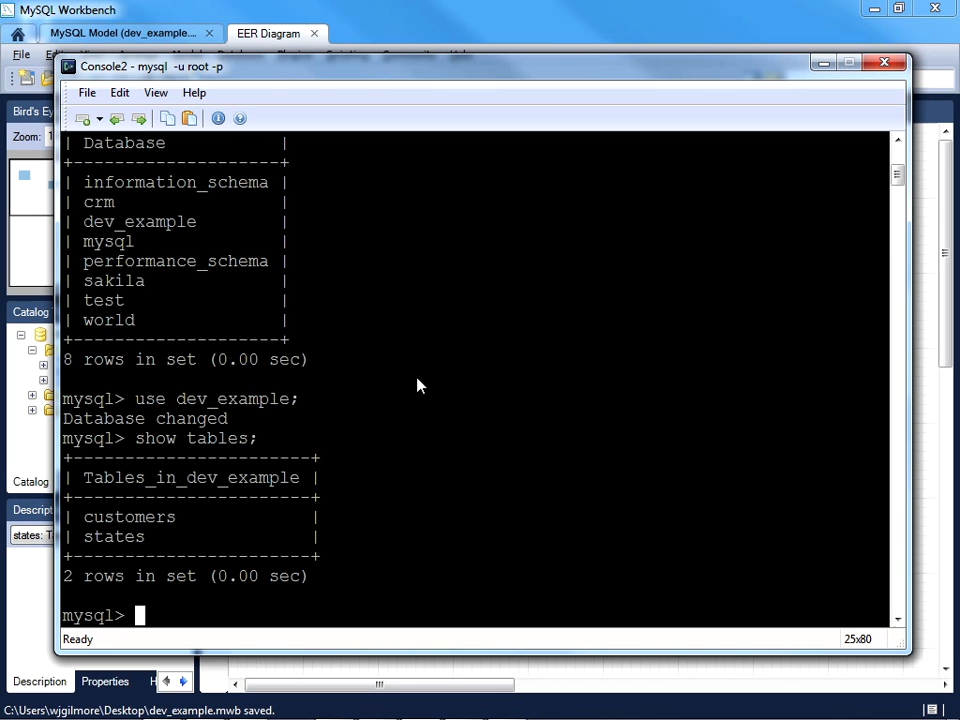 MySQL Workbench
MySQL Model (dev_example....
EER Diagram
File
Console2 - mysql -u root -p
File Edit View Help
Bird's Ey
Zoom: 1
| Database |
+---------------------+
| information_schema |
| crm |
| dev_example |
| mysql |
| performance_schema |
| sakila |
| test |
| world |
+---------------------+
8 rows in set (0.00 sec)
mysql> use dev_example;
Database changed
mysql> show tables;
+------------------------+
| Tables_in_dev_example |
+------------------------+
| customers |
| states |
+------------------------+
2 rows in set (0.00 sec)
mysql>
Catalog T
Catalog
Descript
states: Ta
Ready
25x80
Description Properties H
C:\Users\wjgilmore\Desktop\dev_example.mwb saved.